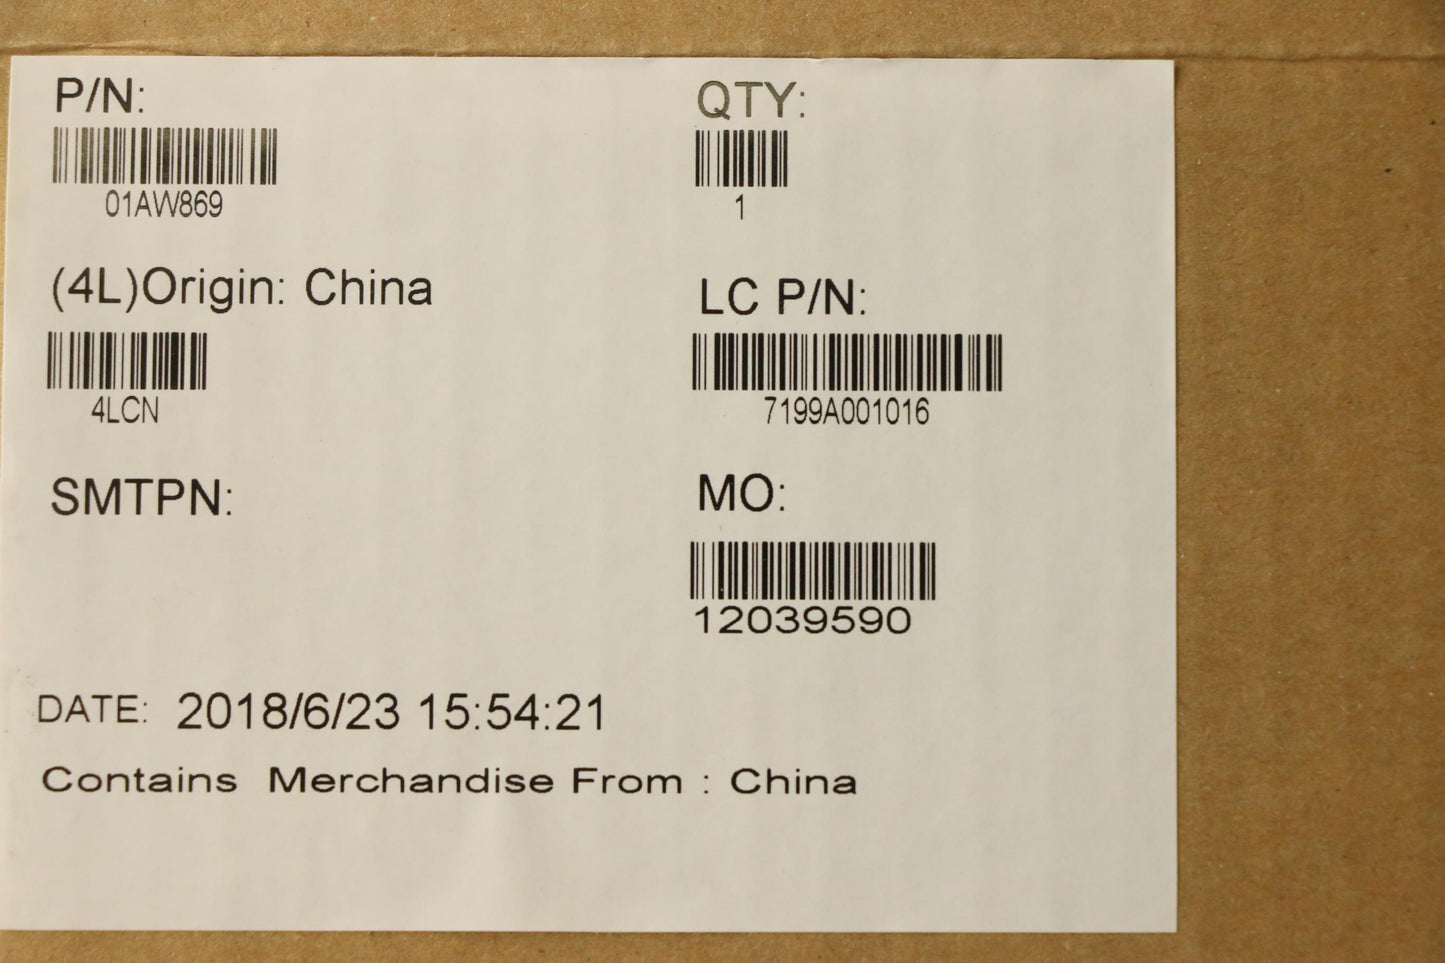 P/N:
01AW869
QTY:
1
(4L)Origin: China
4LCN
LC P/N:
7199A001016
SMTPN:
MO:
12039590
DATE: 2018/6/23 15:54:21
Contains Merchandise From : China